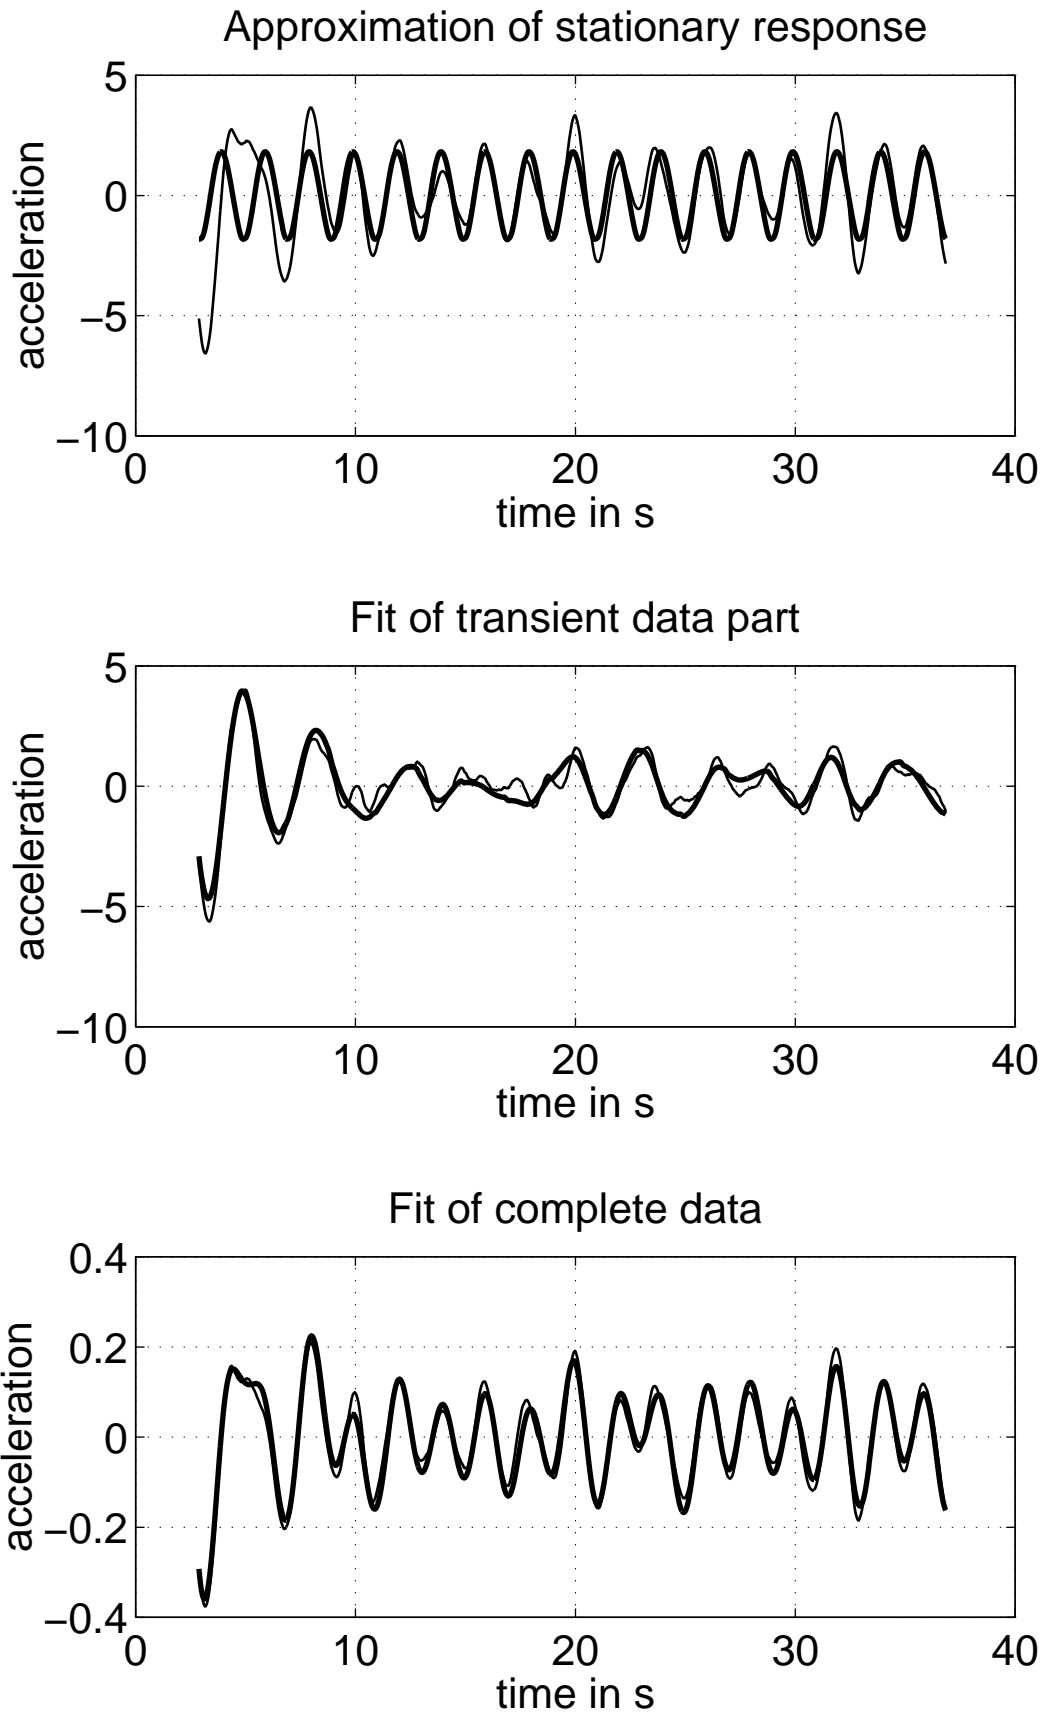 Approximation of stationary response
5
0
−5
−10
acceleration
0 10 20 30 40
time in s
Fit of transient data part
5
0
−5
−10
acceleration
0 10 20 30 40
time in s
Fit of complete data
0.4
0.2
0
−0.2
−0.4
acceleration
0 10 20 30 40
time in s